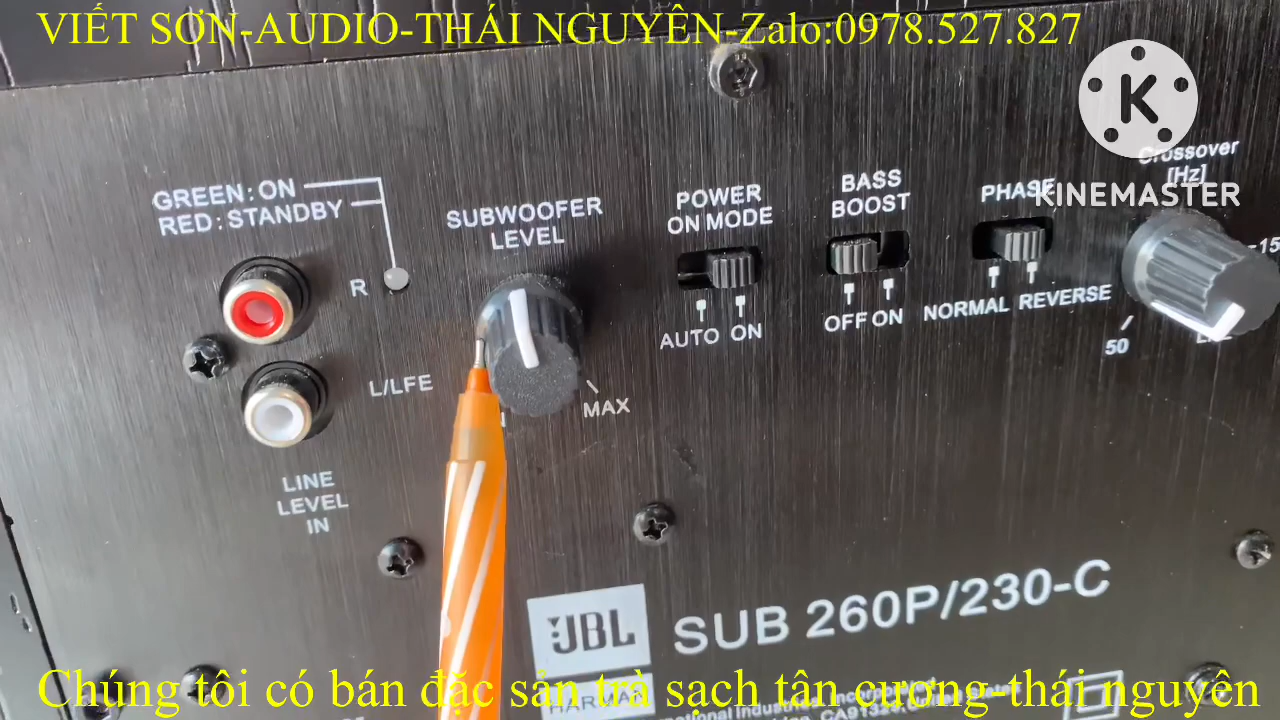 VIẾT SƠN-AUDIO-THÁI NGUYÊN-Zalo:0978.527.827
K
KINEMASTER
GREEN: ON
RED: STANDBY
R
L/LFE
LINE
LEVEL
IN
SUBWOOFER
LEVEL
MAX
POWER
ON MODE
AUTO ON
BASS
BOOST
OFF ON
PHASE
NORMAL REVERSE
Crossover
[Hz]
50
JBL
SUB 260P/230-C
Chúng tôi có bán đặc sản trà sạch tân cương-thái nguyên